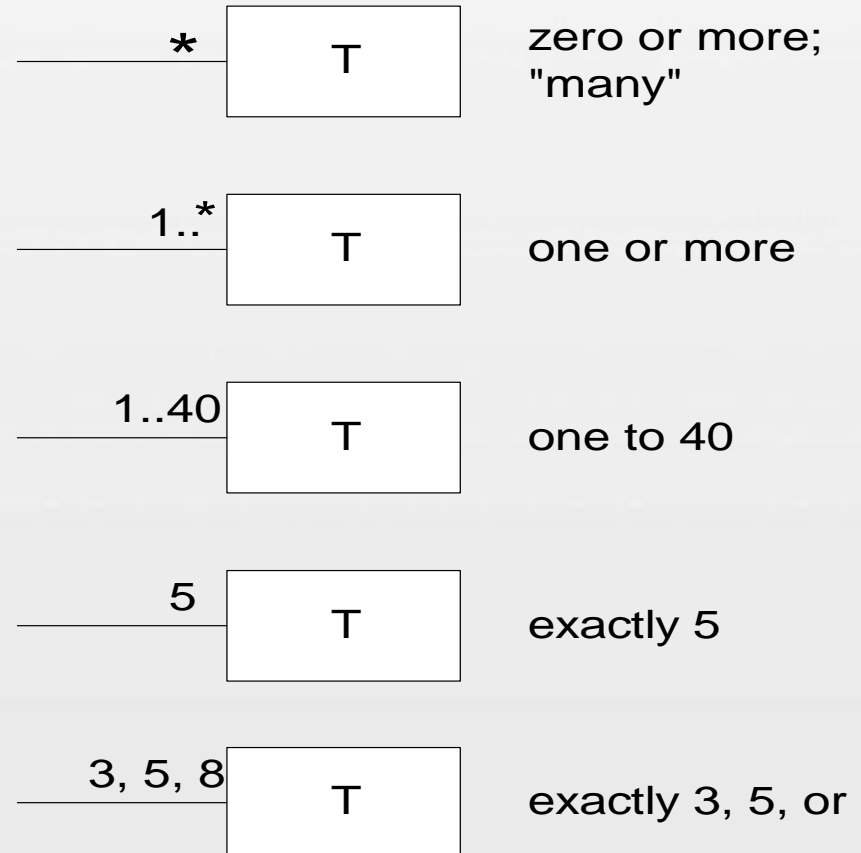 * T zero or more;
"many"
1..* T one or more
1..40 T one to 40
5 T exactly 5
3, 5, 8 T exactly 3, 5, or